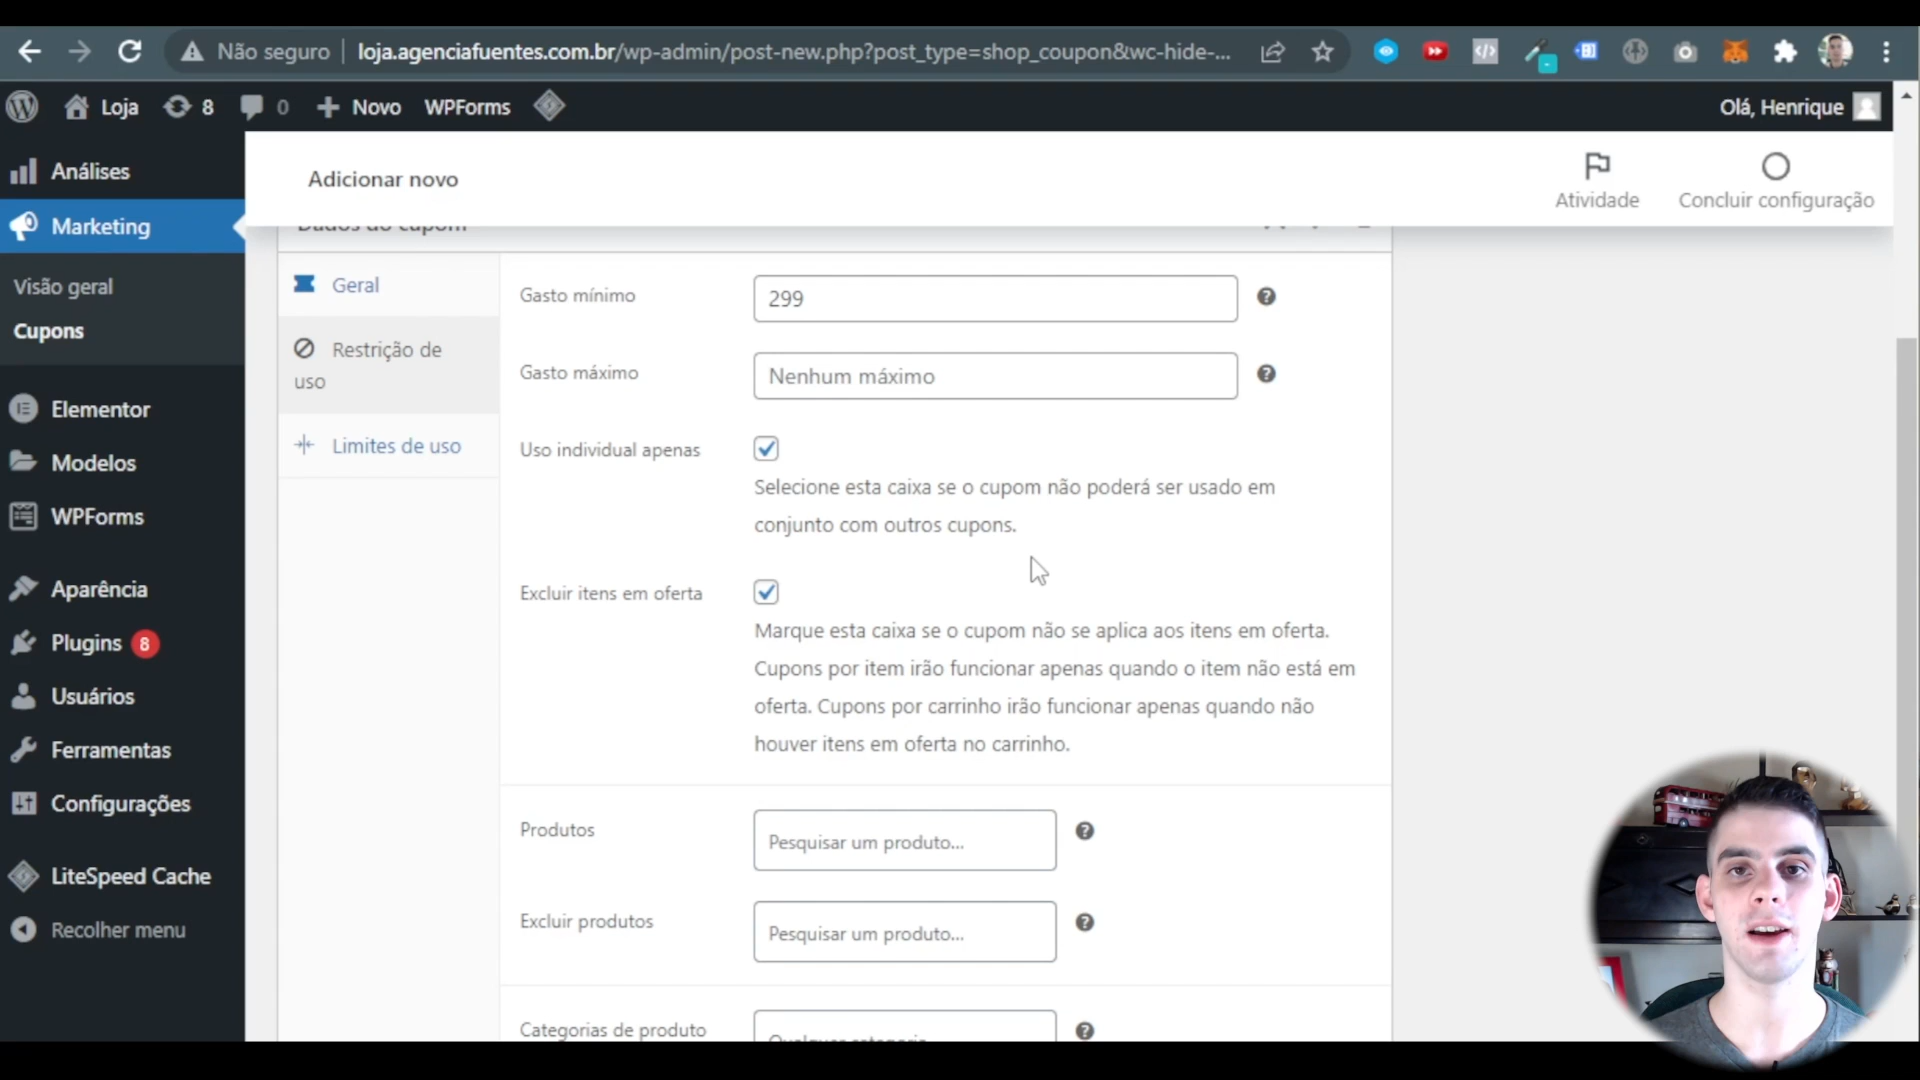 Não seguro
loja.agenciafuentes.com.br/wp-admin/post-new.php?post_type=shop_coupon&wc-hide-...
Loja 8 0 Novo WPForms
Olá, Henrique
Análises
Marketing
Visão geral
Cupons
Elementor
Modelos
WPForms
Aparência
Plugins 8
Usuários
Ferramentas
Configurações
LiteSpeed Cache
Recolher menu
Adicionar novo
Atividade
Concluir configuração
Dados do cupom
Geral
Restrição de
uso
Limites de uso
Gasto mínimo
299
Gasto máximo
Nenhum máximo
Uso individual apenas
Selecione esta caixa se o cupom não poderá ser usado em
conjunto com outros cupons.
Excluir itens em oferta
Marque esta caixa se o cupom não se aplica aos itens em oferta.
Cupons por item irão funcionar apenas quando o item não está em
oferta. Cupons por carrinho irão funcionar apenas quando não
houver itens em oferta no carrinho.
Produtos
Pesquisar um produto...
Excluir produtos
Pesquisar um produto...
Categorias de produto
Qualquer categoria